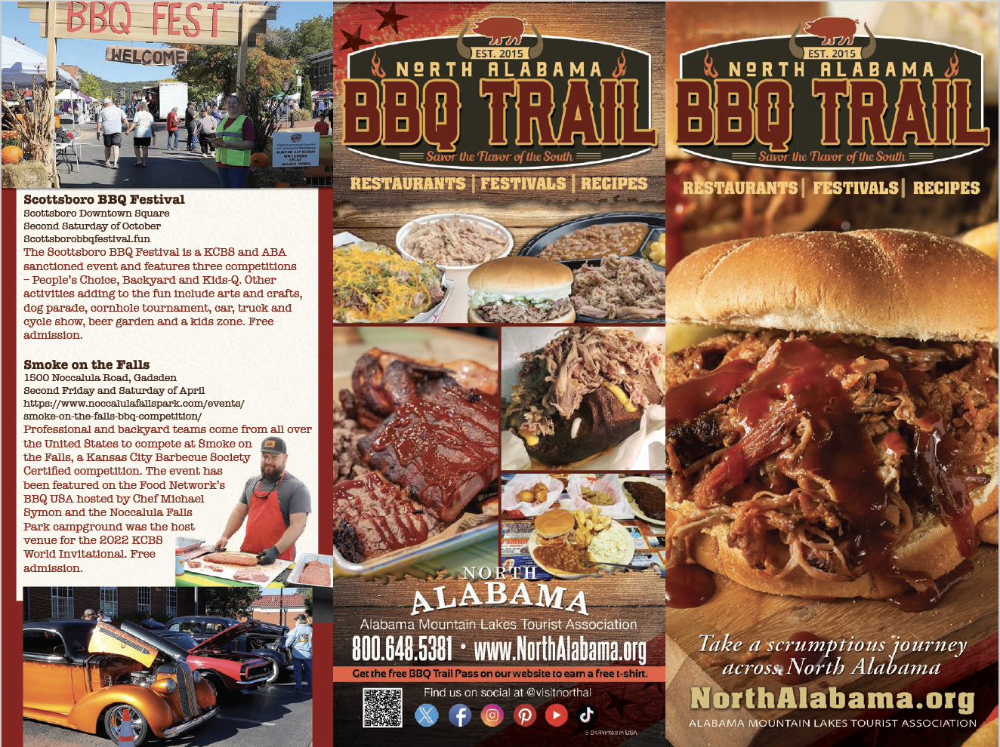 BBQ FEST
WELCOME
Scottsboro BBQ Festival
Scottsboro Downtown Square
Second Saturday of October
Scottsborobbqfestival.fun
The Scottsboro BBQ Festival is a KCBS and ABA
sanctioned event and features three competitions
– People's Choice, Backyard and Kids-Q. Other
activities adding to the fun include arts and crafts,
dog parade, cornhole tournament, car, truck and
cycle show, beer garden and a kids zone. Free
admission.
Smoke on the Falls
1500 Noccalula Road, Gadsden
Second Friday and Saturday of April
https://www.noccalulafallspark.com/events/
smoke-on-the-falls-bbq-competition/
Professional and backyard teams come from all over
the United States to compete at Smoke on
the Falls, a Kansas City Barbecue Society
Certified competition. The event has
been featured on the Food Network's
BBQ USA hosted by Chef Michael
Symon and the Noccalula Falls
Park campground was the host
venue for the 2022 KCBS
World Invitational. Free
admission.
EST. 2015
NORTH ALABAMA
BBQ TRAIL
Savor the Flavor of the South
RESTAURANTS | FESTIVALS | RECIPES
NORTH
ALABAMA
Alabama Mountain Lakes Tourist Association
800.648.5381 • www.NorthAlabama.org
Get the free BBQ Trail Pass on our website to earn a free t-shirt.
Find us on social at @visitnorthal
5-24/Printed in USA
EST. 2015
NORTH ALABAMA
BBQ TRAIL
Savor the Flavor of the South
RESTAURANTS | FESTIVALS | RECIPES
Take a scrumptious journey
across North Alabama
NorthAlabama.org
ALABAMA MOUNTAIN LAKES TOURIST ASSOCIATION